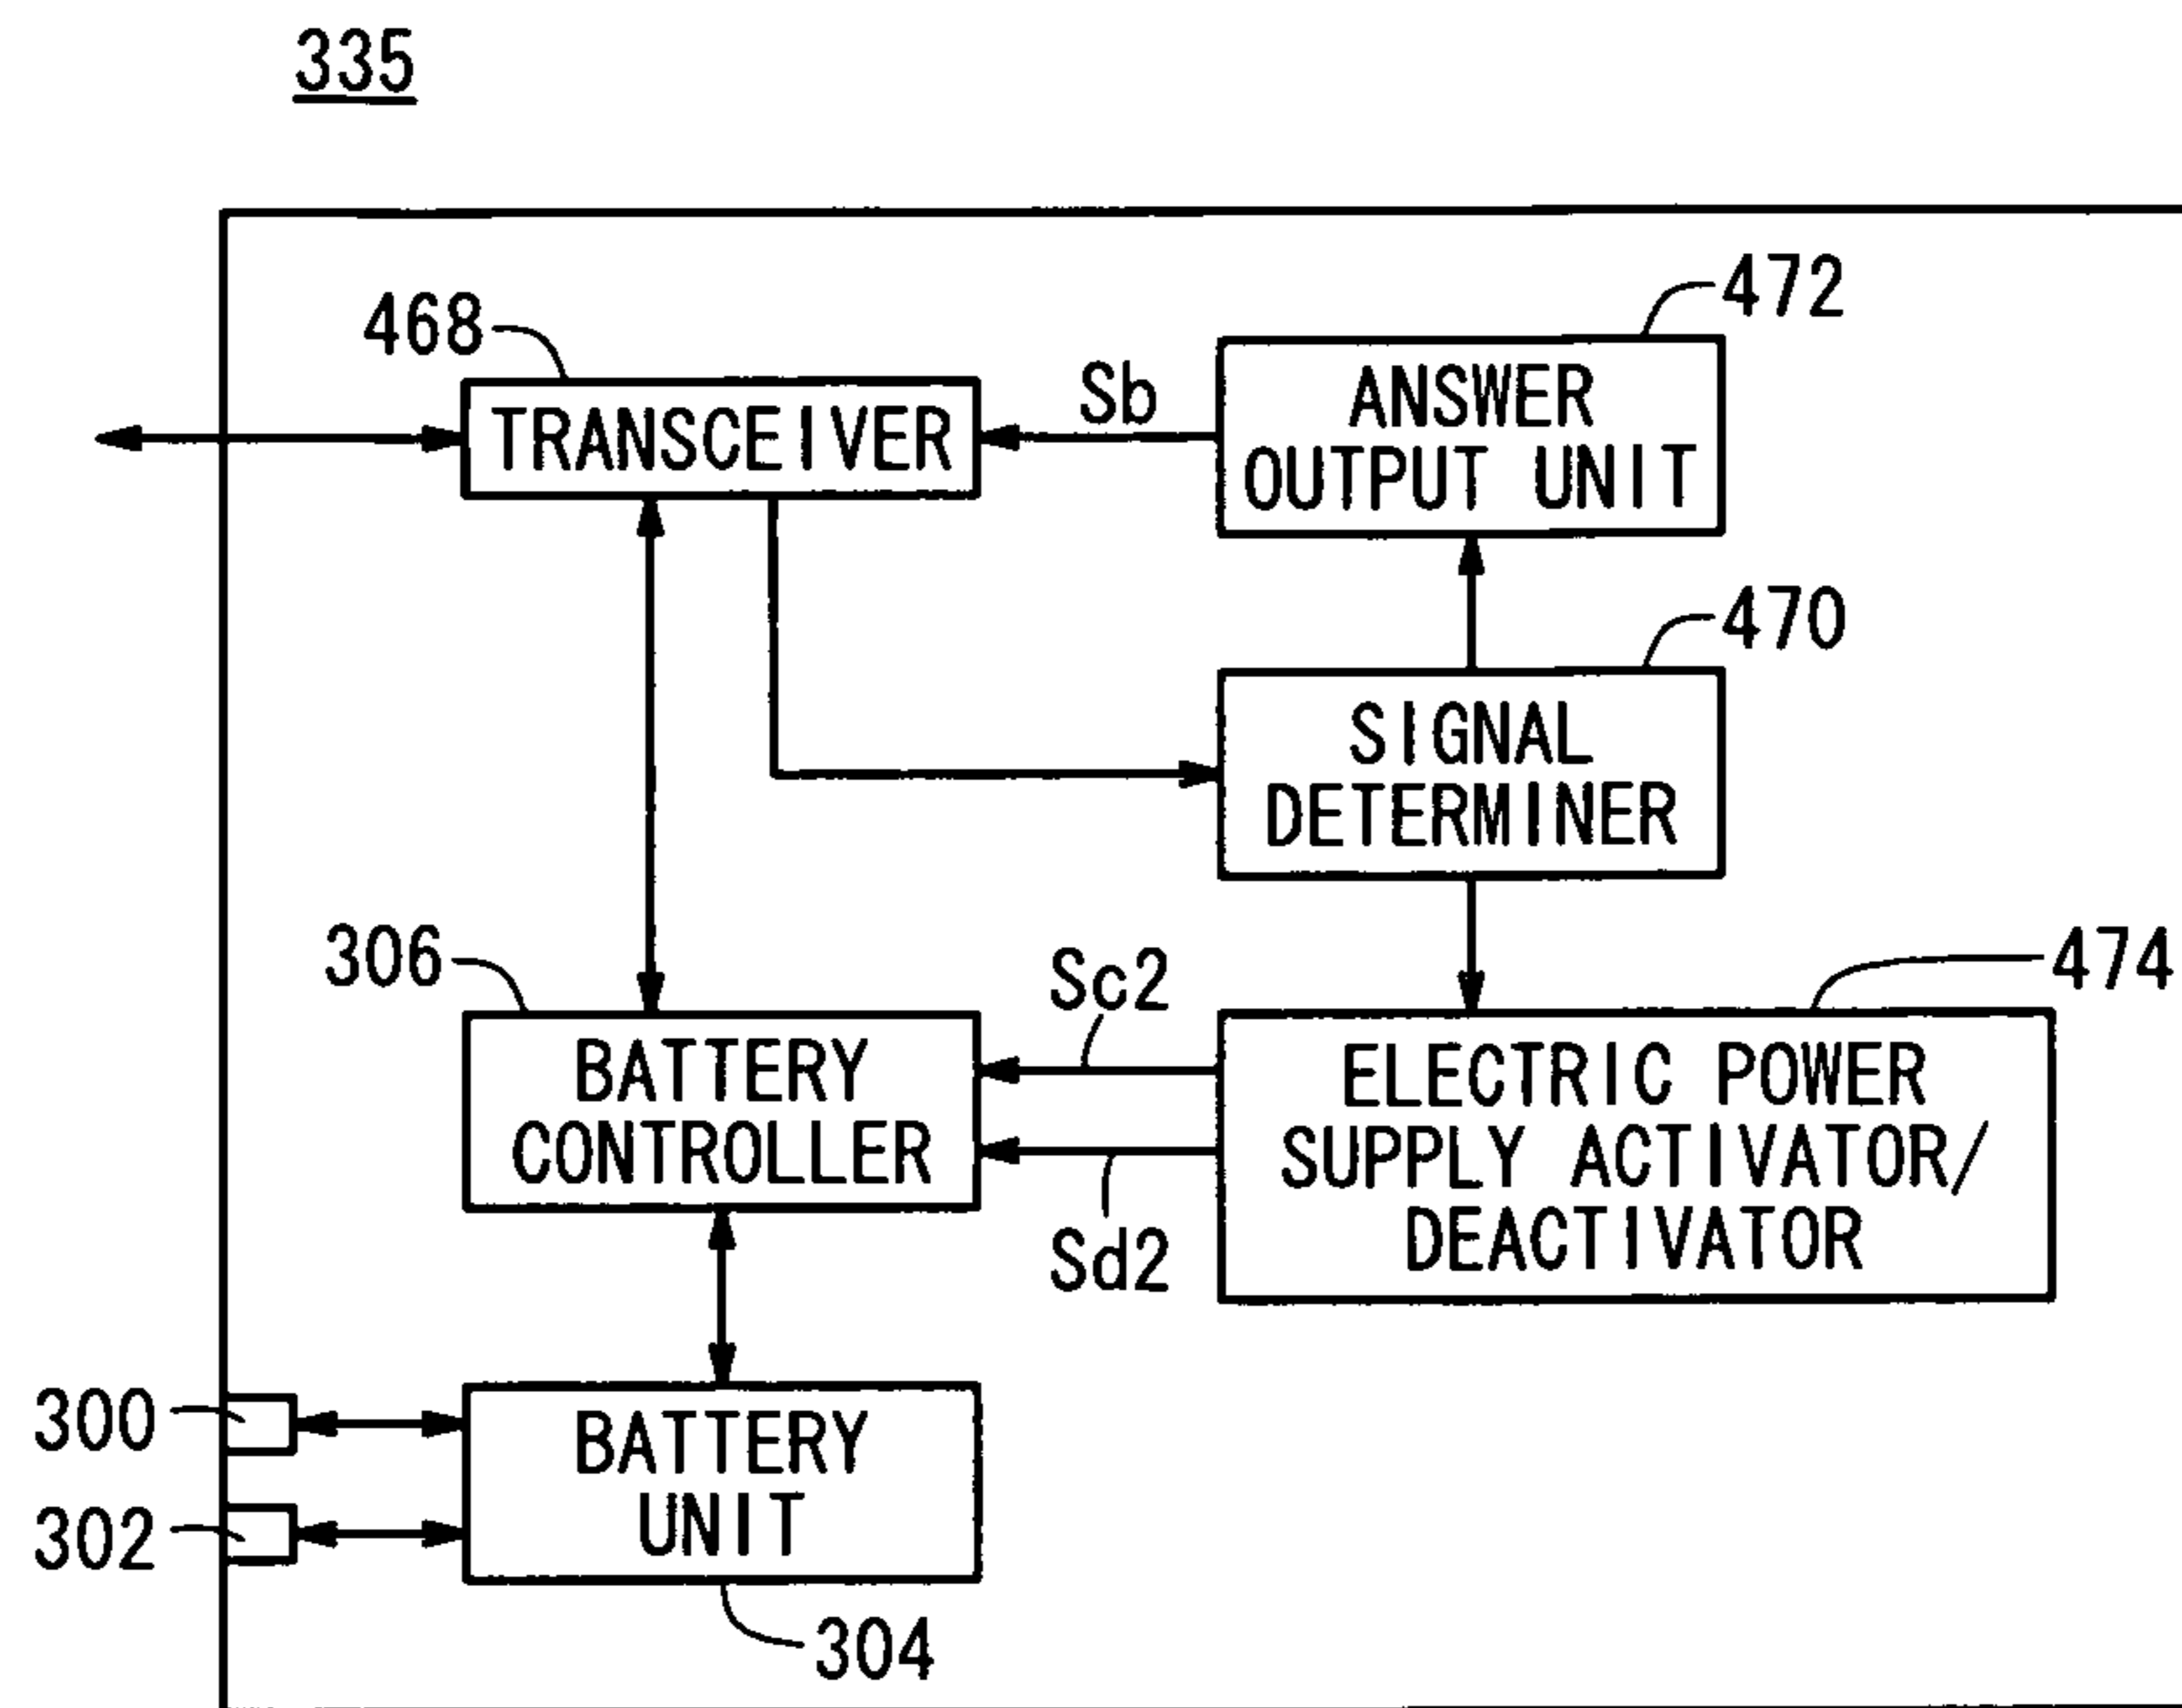 335
472
468
Sb
ANSWER
OUTPUT UNIT
TRANSCEIVER
470
SIGNAL
DETERMINER
306
Sc2
474
BATTERY
CONTROLLER
ELECTRIC POWER
SUPPLY ACTIVATOR/
DEACTIVATOR
Sd2
300
302
BATTERY
UNIT
304